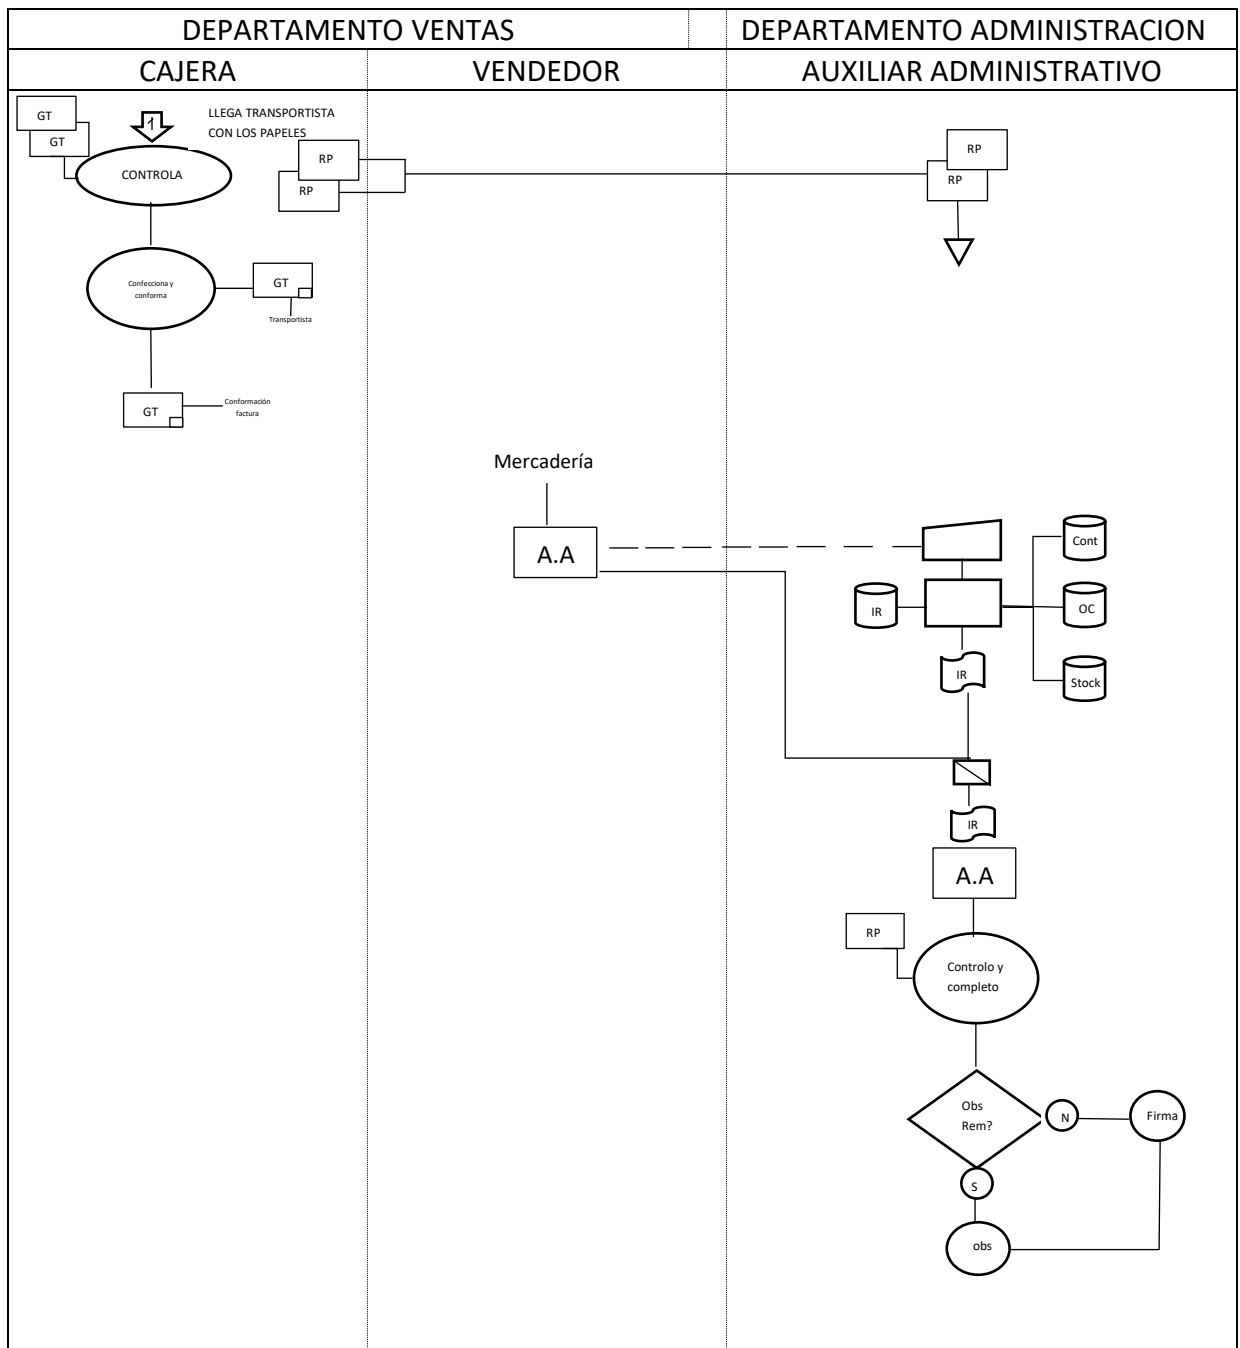 DEPARTAMENTO VENTAS
DEPARTAMENTO ADMINISTRACION
CAJERA
VENDEDOR
AUXILIAR ADMINISTRATIVO
GT
GT
1
LLEGA TRANSPORTISTA
CON LOS PAPELES
CONTROLA
RP
RP
RP
RP
Confecciona y
conforma
GT
Transportista
GT
Conformación
factura
Mercadería
A.A
Cont
IR
OC
IR
Stock
IR
A.A
RP
Controlo y
completo
Obs
Rem?
N
Firma
S
obs